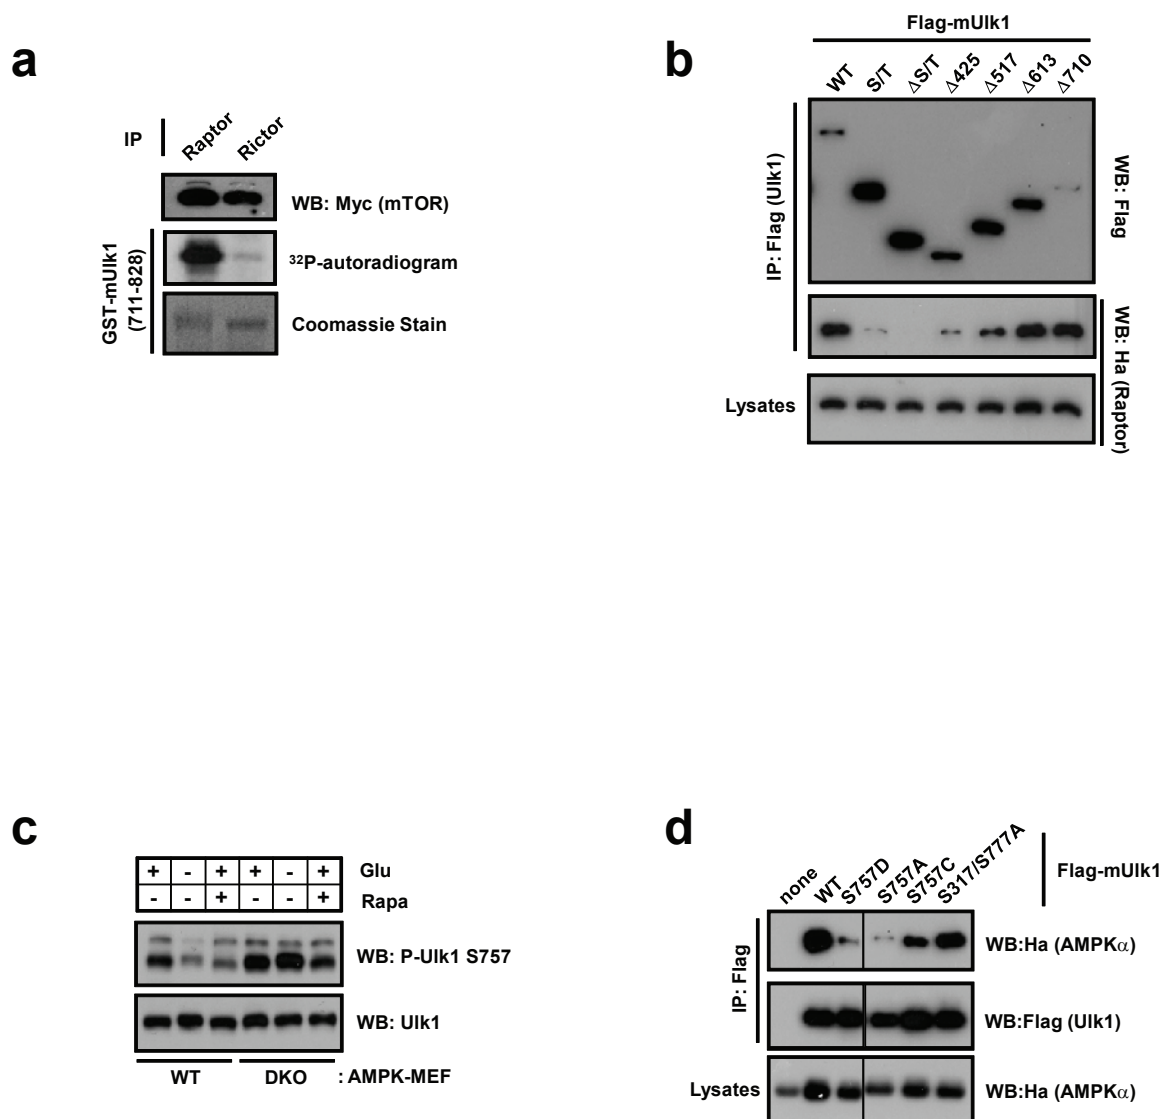 a
IP
Raptor
Rictor
WB: Myc (mTOR)
GST-mUlk1
(711-828)
32P-autoradiogram
Coomassie Stain
b
Flag-mUlk1
WT
S/T
ΔS/T
Δ425
Δ517
Δ613
Δ710
IP: Flag (Ulk1)
WB: Flag
WB: Ha (Raptor)
Lysates
c
+ - + + - + Glu
- - + - - + Rapa
WB: P-Ulk1 S757
WB: Ulk1
WT DKO : AMPK-MEF
d
none
WT
S757D
S757A
S757C
S317/S777A
Flag-mUlk1
IP: Flag
WB:Ha (AMPKα)
WB:Flag (Ulk1)
Lysates WB:Ha (AMPKα)